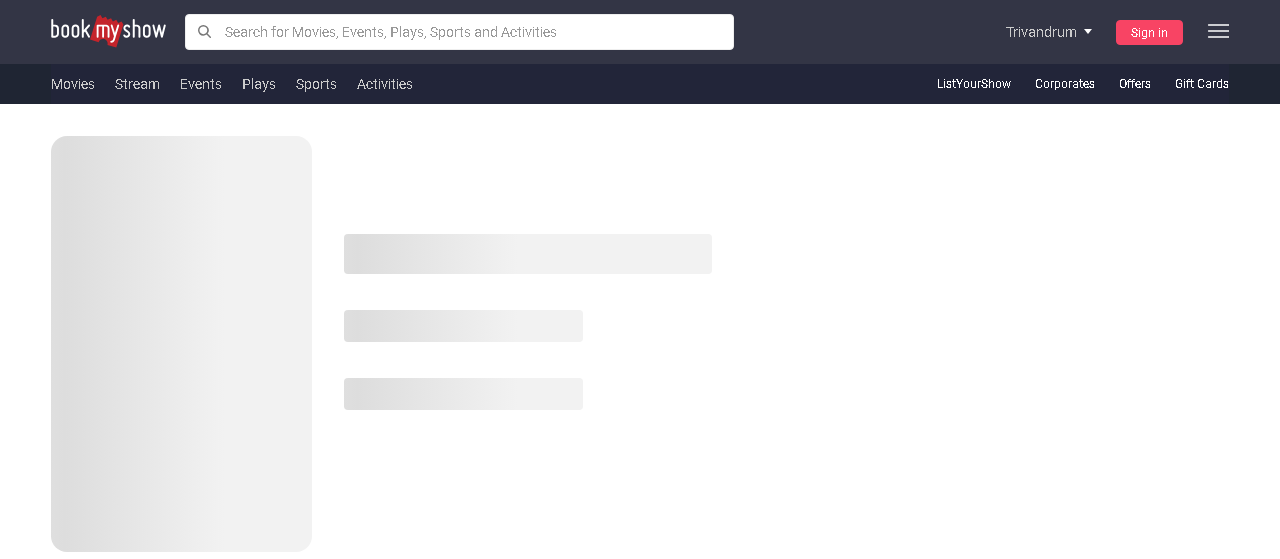 book my show
Search for Movies, Events, Plays, Sports and Activities
Trivandrum
Sign in
Movies Stream Events Plays Sports Activities
ListYourShow Corporates Offers Gift Cards